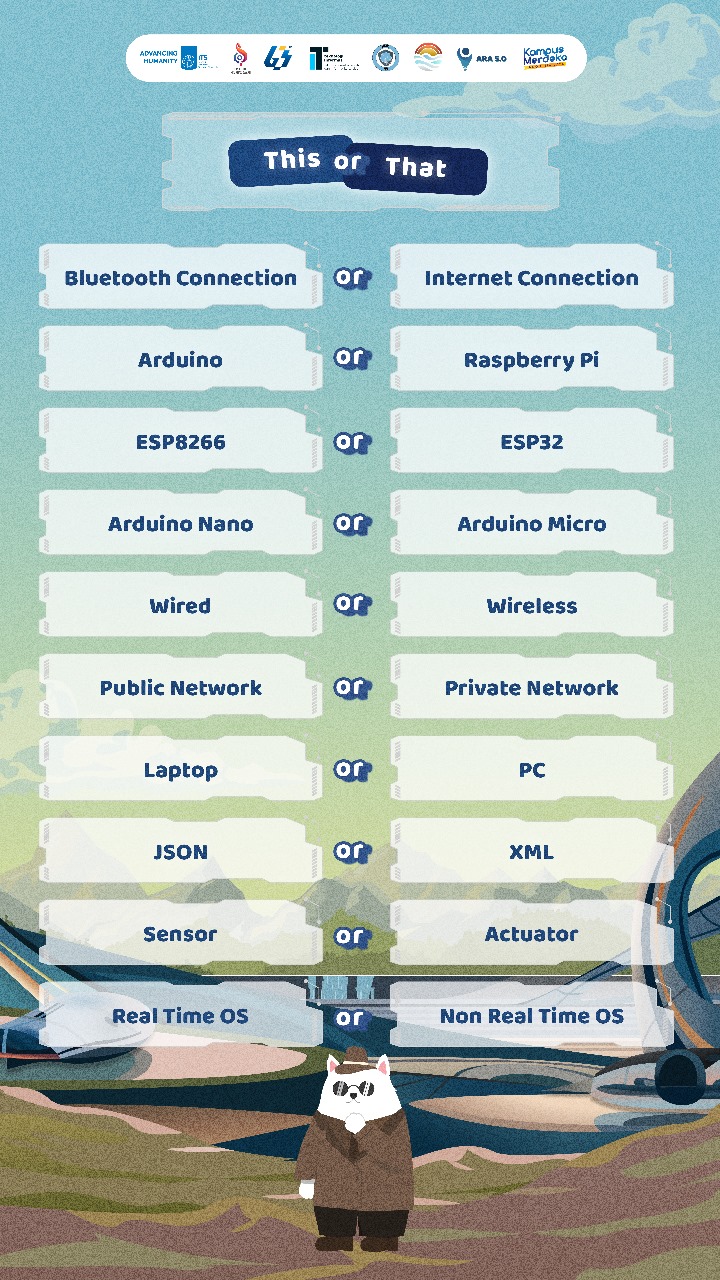 ADVANCING
HUMANITY
ITS
ARA 5.0
Kampus
Merdeka
This or That
Bluetooth Connection or Internet Connection
Arduino or Raspberry Pi
ESP8266 or ESP32
Arduino Nano or Arduino Micro
Wired or Wireless
Public Network or Private Network
Laptop or PC
JSON or XML
Sensor or Actuator
Real Time OS or Non Real Time OS